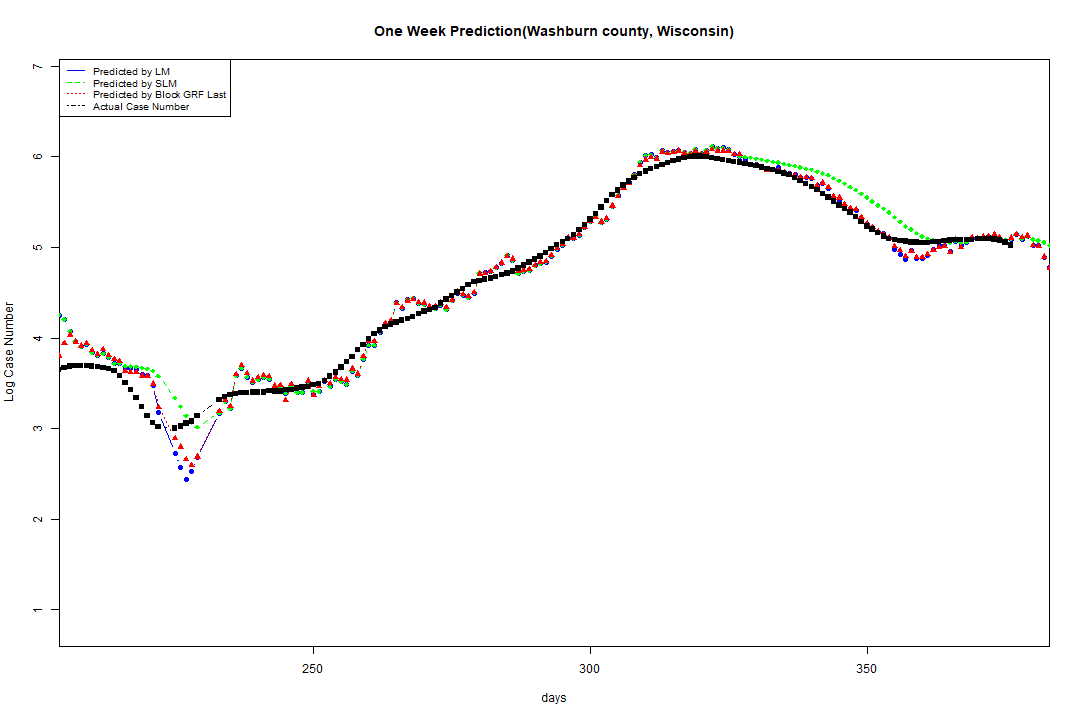 One Week Prediction(Washburn county, Wisconsin)
Predicted by LM
Predicted by SLM
Predicted by Block GRF Last
Actual Case Number
7
6
5
4
3
2
1
Log Case Number
250
300
350
days